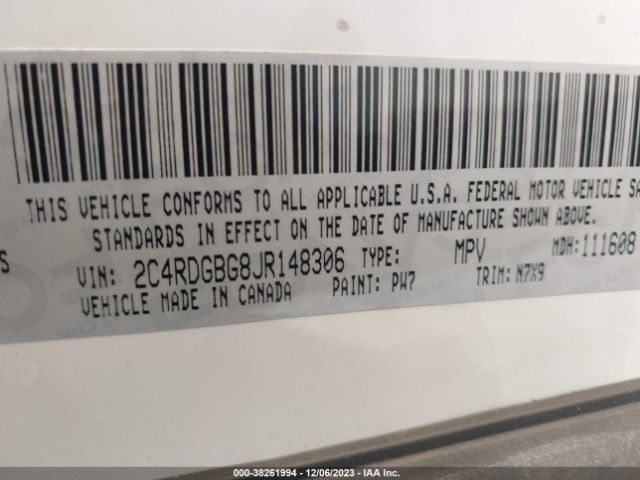 THIS VEHICLE CONFORMS TO ALL APPLICABLE U.S.A. FEDERAL MOTOR VEHICLE SA
STANDARDS IN EFFECT ON THE DATE OF MANUFACTURE SHOWN ABOVE.
S
VIN: 2C4RDGBG8JR148306 TYPE: MPV MDH:111608
VEHICLE MADE IN CANADA PAINT: PW7 TRIM: N7X9
000-38261994 - 12/06/2023 - IAA Inc.